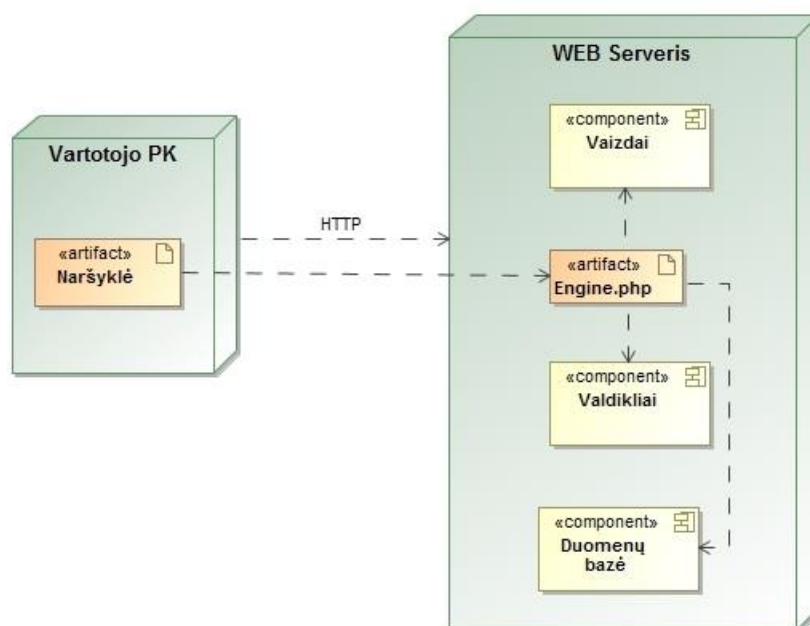 WEB Serveris
«component»
Vaizdai
Vartotojo PK
HTTP
«artifact»
Naršyklė
«artifact»
Engine.php
«component»
Valdikliai
«component»
Duomenų
bazė